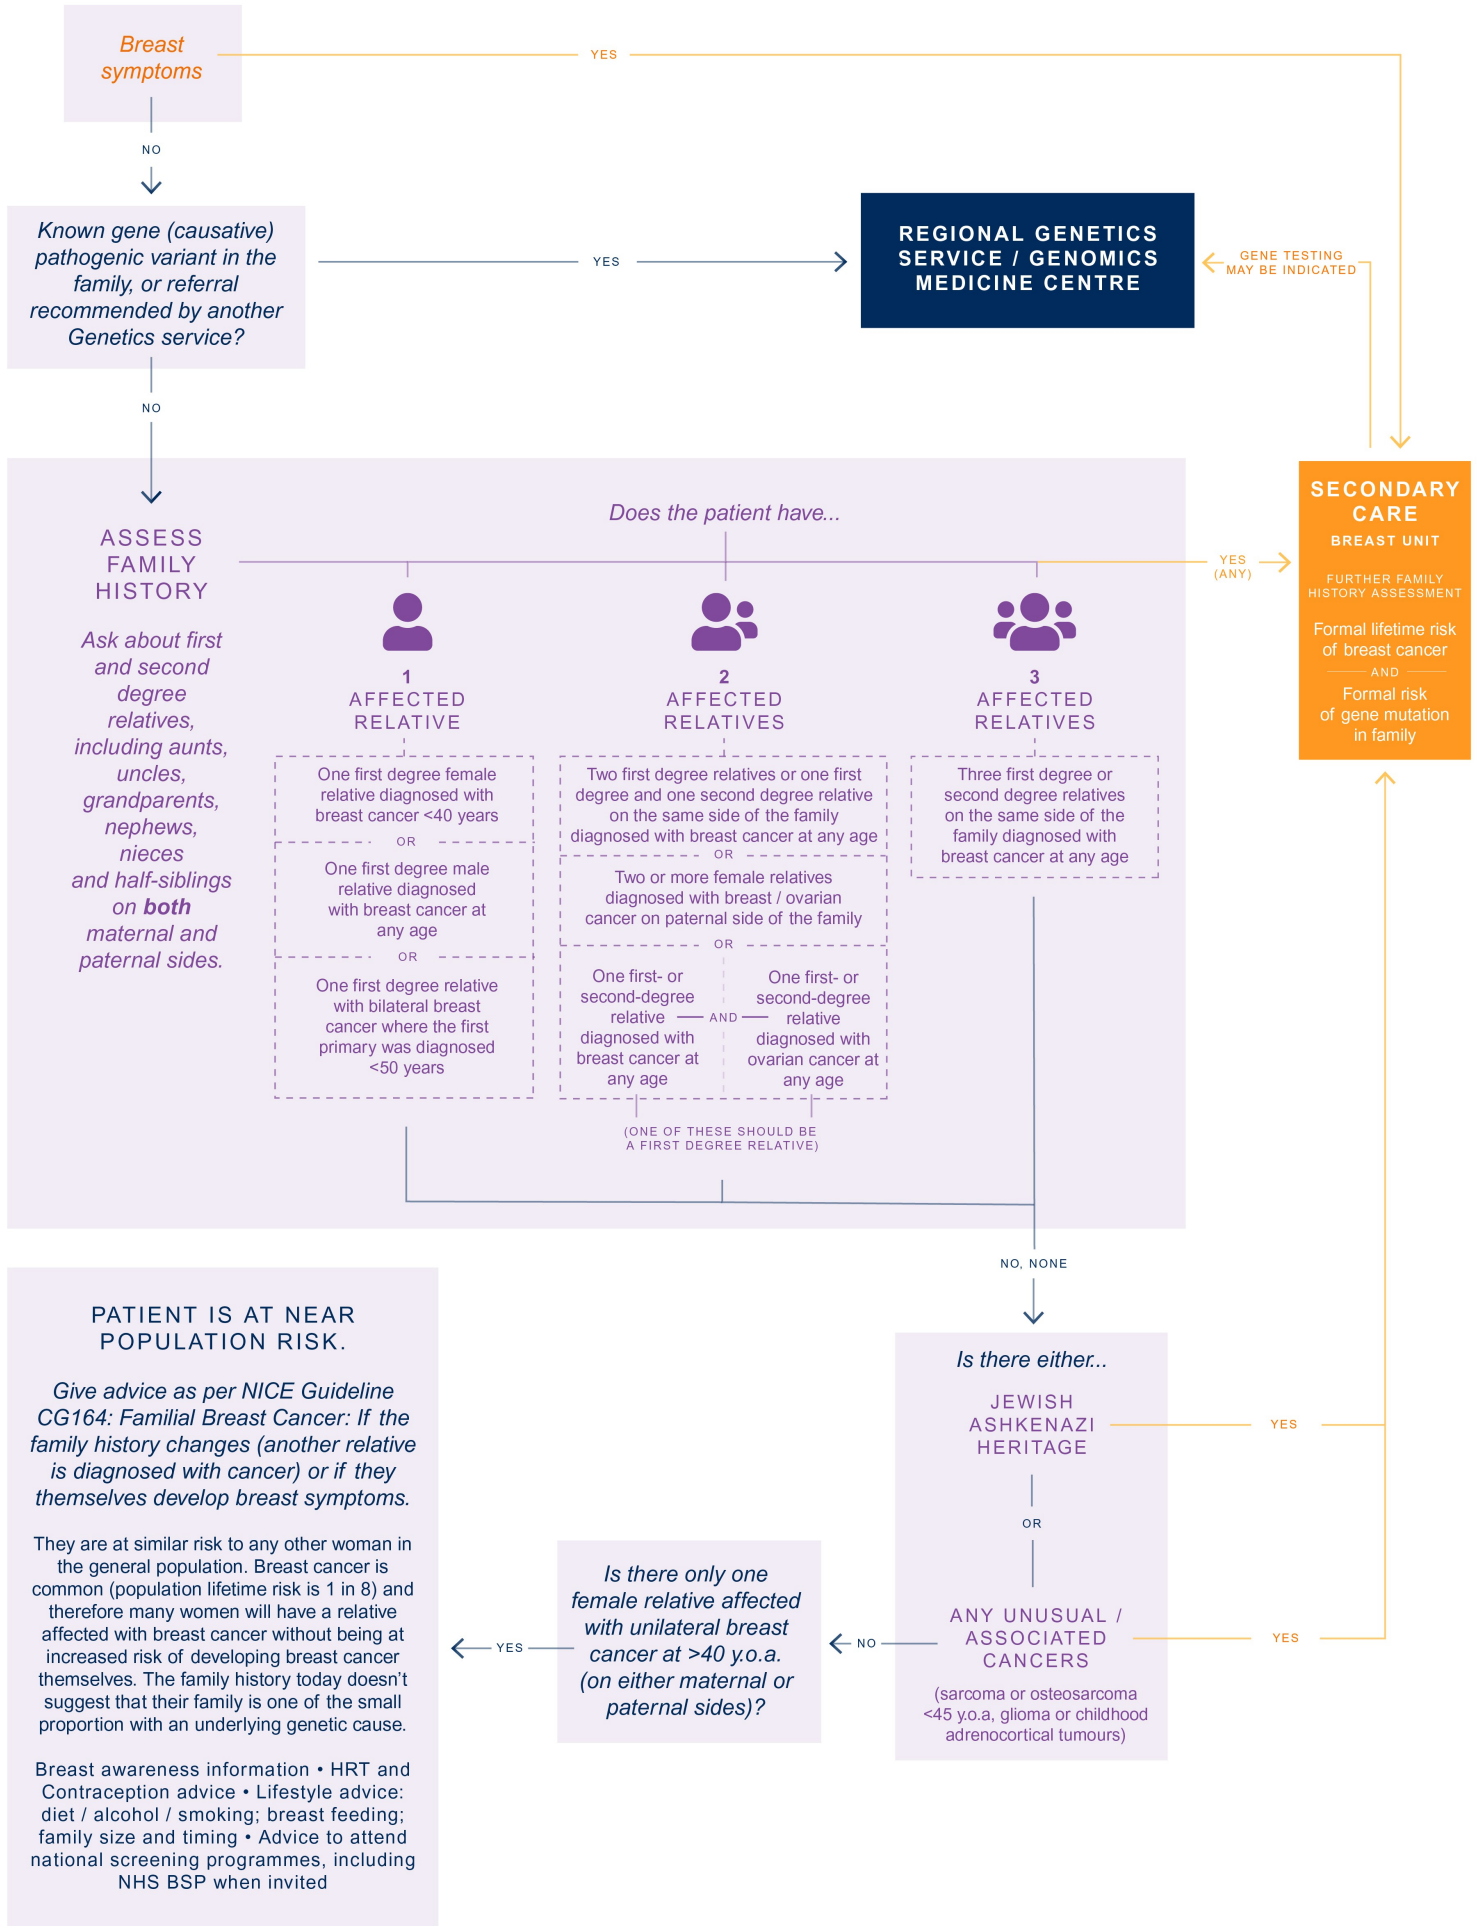 Breast
symptoms
YES
NO
Known gene (causative)
pathogenic variant in the
family, or referral
recommended by another
Genetics service?
YES
REGIONAL GENETICS
SERVICE / GENOMICS
MEDICINE CENTRE
GENE TESTING
MAY BE INDICATED
NO
ASSESS
FAMILY
HISTORY
Ask about first
and second
degree
relatives,
including aunts,
uncles,
grandparents,
nephews,
nieces
and half-siblings
on both
maternal and
paternal sides.
Does the patient have...
1
AFFECTED
RELATIVE
One first degree female
relative diagnosed with
breast cancer <40 years
OR
One first degree male
relative diagnosed
with breast cancer at
any age
OR
One first degree relative
with bilateral breast
cancer where the first
primary was diagnosed
<50 years
2
AFFECTED
RELATIVES
Two first degree relatives or one first
degree and one second degree relative
on the same side of the family
diagnosed with breast cancer at any age
OR
Two or more female relatives
diagnosed with breast / ovarian
cancer on paternal side of the family
OR
One first- or
second-degree
relative
diagnosed with
breast cancer at
any age
AND
One first- or
second-degree
relative
diagnosed with
ovarian cancer at
any age
(ONE OF THESE SHOULD BE
A FIRST DEGREE RELATIVE)
3
AFFECTED
RELATIVES
Three first degree or
second degree relatives
on the same side of the
family diagnosed with
breast cancer at any age
YES
(ANY)
SECONDARY
CARE
BREAST UNIT
FURTHER FAMILY
HISTORY ASSESSMENT
Formal lifetime risk
of breast cancer
AND
Formal risk
of gene mutation
in family
NO, NONE
Is there either...
JEWISH
ASHKENAZI
HERITAGE
YES
OR
ANY UNUSUAL /
ASSOCIATED
CANCERS
(sarcoma or osteosarcoma
<45 y.o.a, glioma or childhood
adrenocortical tumours)
YES
NO
Is there only one
female relative affected
with unilateral breast
cancer at >40 y.o.a.
(on either maternal or
paternal sides)?
YES
PATIENT IS AT NEAR
POPULATION RISK.
Give advice as per NICE Guideline
CG164: Familial Breast Cancer: If the
family history changes (another relative
is diagnosed with cancer) or if they
themselves develop breast symptoms.
They are at similar risk to any other woman in
the general population. Breast cancer is
common (population lifetime risk is 1 in 8) and
therefore many women will have a relative
affected with breast cancer without being at
increased risk of developing breast cancer
themselves. The family history today doesn't
suggest that their family is one of the small
proportion with an underlying genetic cause.
Breast awareness information • HRT and
Contraception advice • Lifestyle advice:
diet / alcohol / smoking; breast feeding;
family size and timing • Advice to attend
national screening programmes, including
NHS BSP when invited